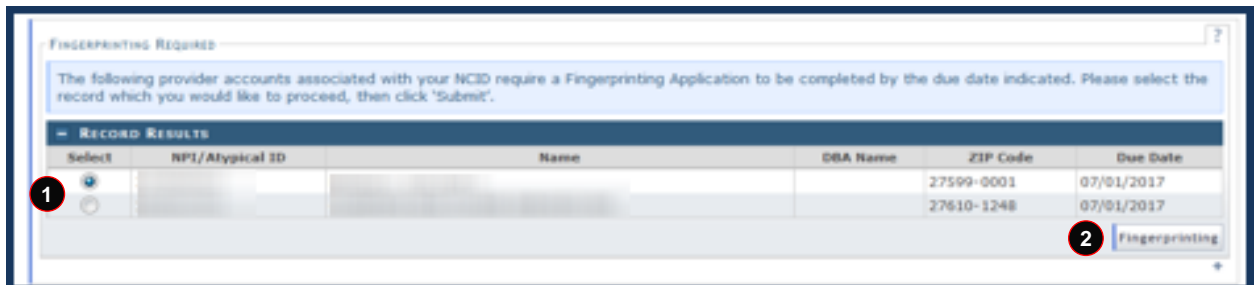 ?
FINGERPRINTING REQUIRED
The following provider accounts associated with your NCID require a Fingerprinting Application to be completed by the due date indicated. Please select the
record which you would like to proceed, then click 'Submit'.
− RECORD RESULTS
Select NPI/Atypical ID Name DBA Name ZIP Code Due Date
1
27599-0001 07/01/2017
27610-1248 07/01/2017
2 Fingerprinting
+